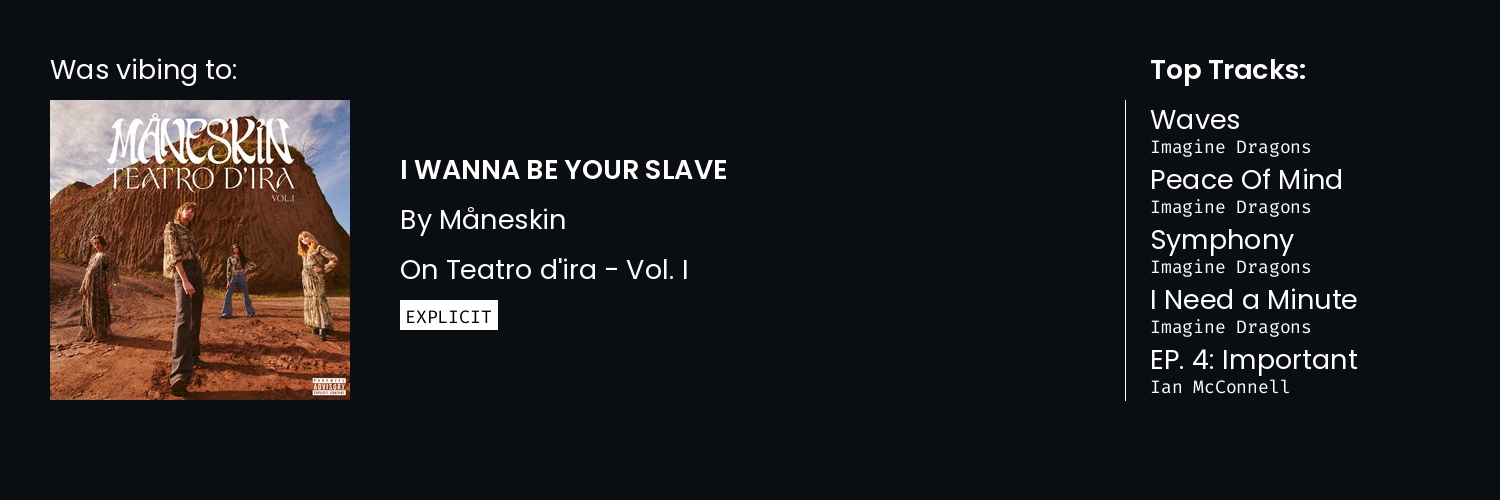 Was vibing to:
MÅNESKIN
TEATRO D'IRA
VOL.I
PARENTAL
ADVISORY
EXPLICIT CONTENT
I WANNA BE YOUR SLAVE
By Måneskin
On Teatro d'ira - Vol. I
EXPLICIT
Top Tracks:
Waves
Imagine Dragons
Peace Of Mind
Imagine Dragons
Symphony
Imagine Dragons
I Need a Minute
Imagine Dragons
EP. 4: Important
Ian McConnell